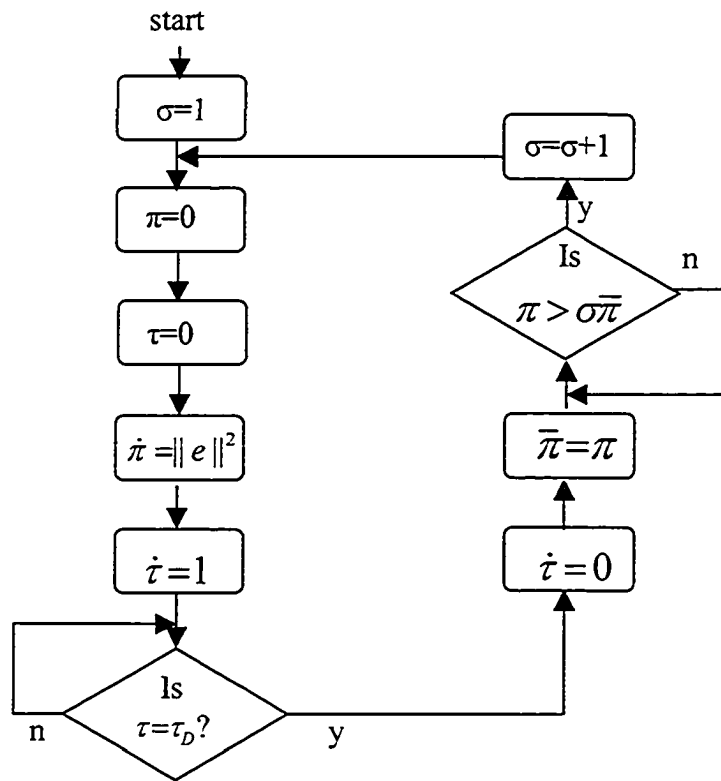 start
σ=1
π=0
τ=0
π̇ =|| e ||²
τ̇ =1
Is
τ=τ_D?
n
y
τ̇ =0
π̅=π
Is
π > σπ̅
n
y
σ=σ+1